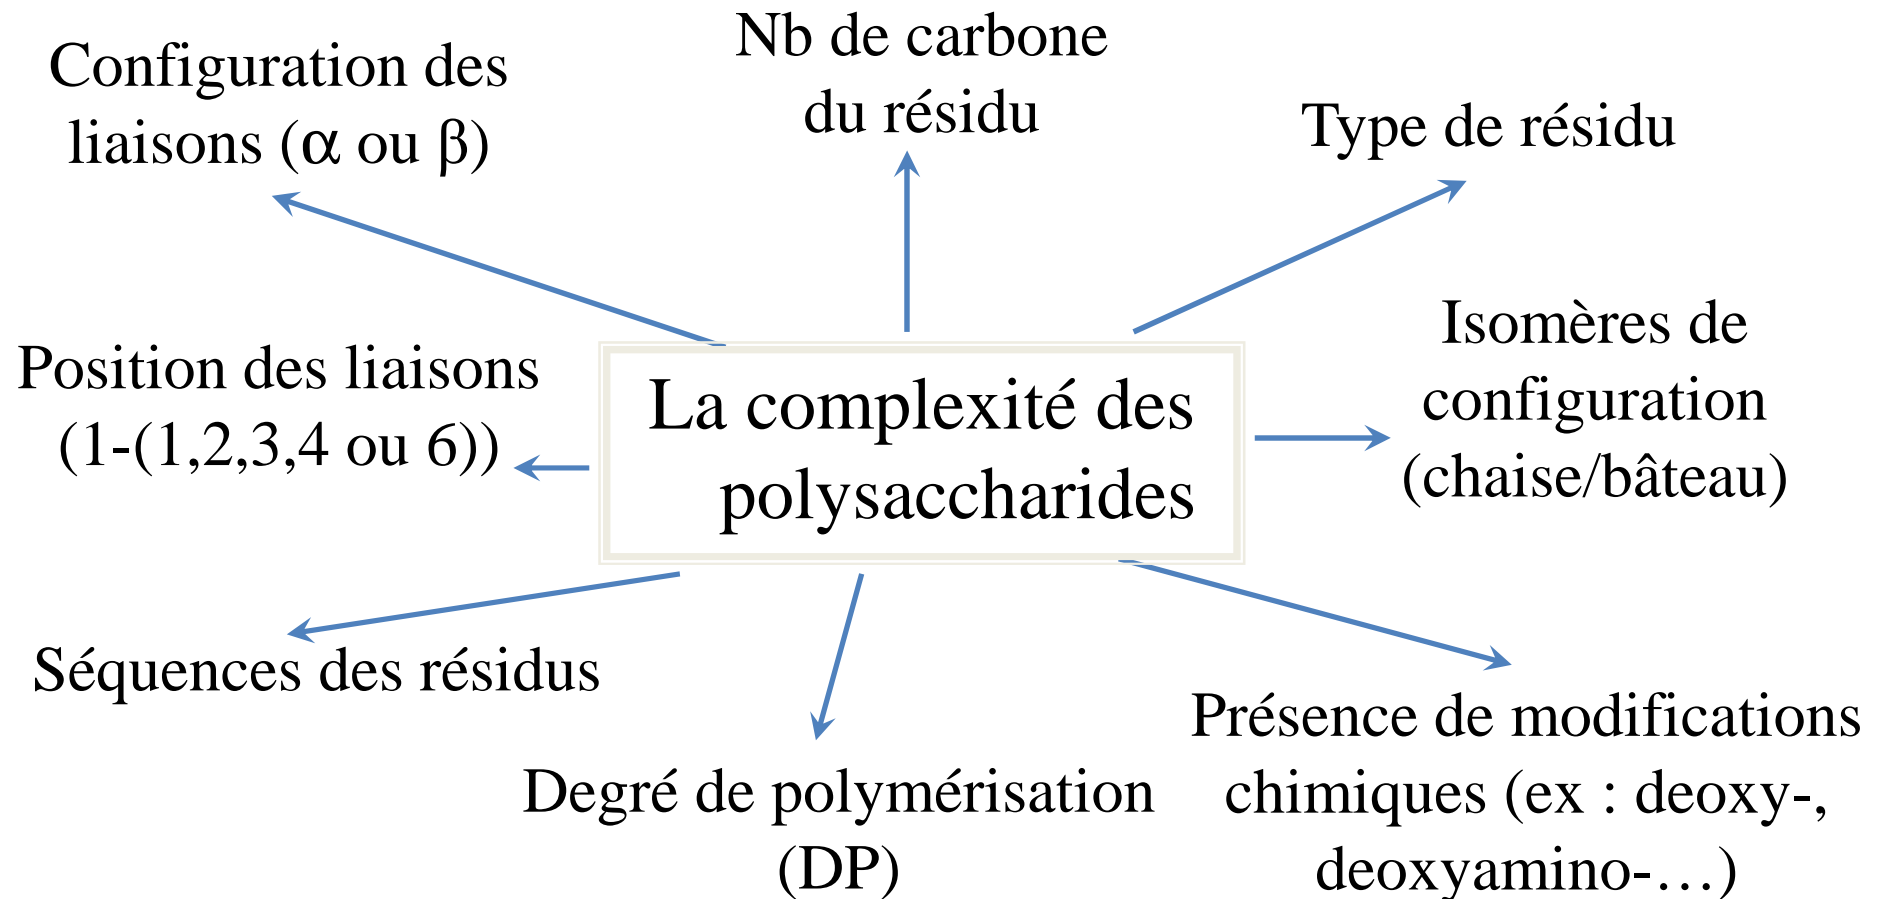 Configuration des
liaisons (α ou β)
Nb de carbone
du résidu
Type de résidu
Isomères de
configuration
(chaise/bâteau)
Position des liaisons
(1-(1,2,3,4 ou 6))
La complexité des
polysaccharides
Séquences des résidus
Degré de polymérisation
(DP)
Présence de modifications
chimiques (ex : deoxy-,
deoxyamino-…)